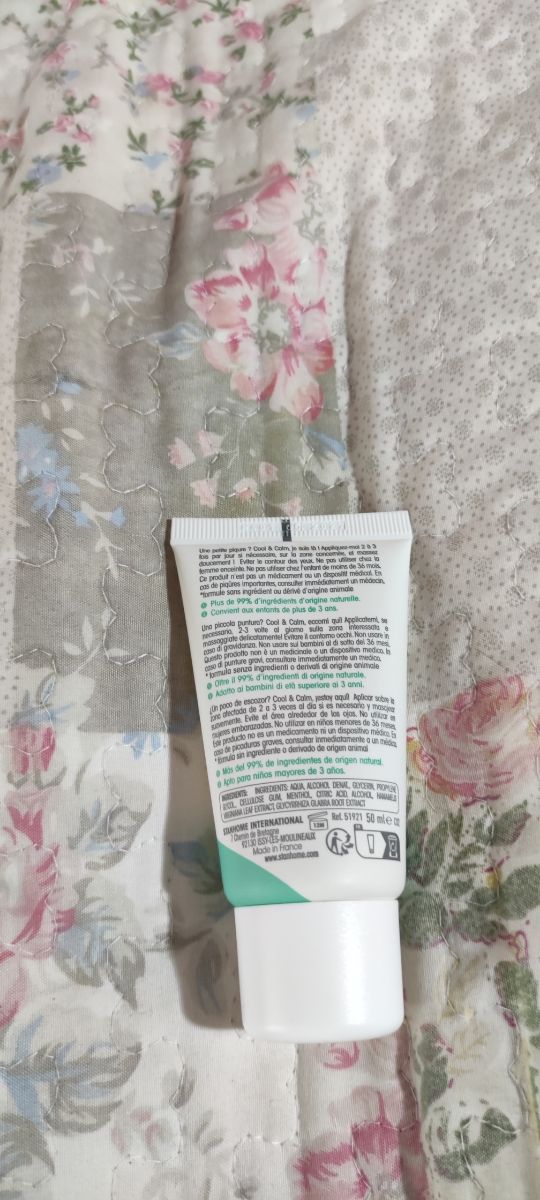 Une petite piqure ? Cool & Calm, je suis là ! Appliquez-moi 2 à 3
fois par jour si nécessaire, sur la zone concernée, et massez
doucement ! Eviter le contour des yeux. Ne pas utiliser chez la
femme enceinte. Ne pas utiliser chez l'enfant de moins de 36 mois.
Ce produit n'est pas un médicament ou un dispositif médical. En
cas de piqûres importantes, consulter immédiatement un médecin.
*formule sans ingrédient ou dérivé d'origine animale
Plus de 99% d'ingrédients d'origine naturelle.
Convient aux enfants de plus de 3 ans.
Una piccola puntura? Cool & Calm, eccomi qui! Applicatemi, se
necessario, 2-3 volte al giorno sulla zona interessata e
massaggiate delicatamente! Evitare il contorno occhi. Non usare in
caso di gravidanza. Non usare sui bambini al di sotto dei 36 mesi.
Questo prodotto non è un medicinale o un dispositivo medico. In
caso di punture gravi, consultare immediatamente un medico.
* formula senza ingredienti o derivati di origine animale
Oltre il 99% d'ingredienti di origine naturale.
Adatto ai bambini di età superiore ai 3 anni.
¿Un poco de escozor? Cool & Calm, ¡estoy aquí! Aplicar sobre la
zona afectada de 2 a 3 veces al día si es necesario y masajear
suavemente. Evite el área alrededor de los ojos. No utilizar en
mujeres embarazadas. No utilizar en niños menores de 36 meses.
Este producto no es un medicamento ni un dispositivo médico. En
caso de picaduras graves, consultar inmediatamente a un médico.
*fórmula sin ingrediente o derivado de origen animal
Más del 99% de ingredientes de origen natural.
Apto para niños mayores de 3 años.
INGREDIENTS: INGREDIENTS: AQUA, ALCOHOL DENAT., GLYCERIN, PROPYLENE
GLYCOL, CELLULOSE GUM, MENTHOL, CITRIC ACID, ALCOHOL, HAMAMELIS
VIRGINIANA LEAF EXTRACT, GLYCYRRHIZA GLABRA ROOT EXTRACT
STANHOME INTERNATIONAL
7 Chemin de Bretagne
92130 ISSY-LES-MOULINEAUX
Made in France
www.stanhome.com
12M
Ref. 51921 50 ml e